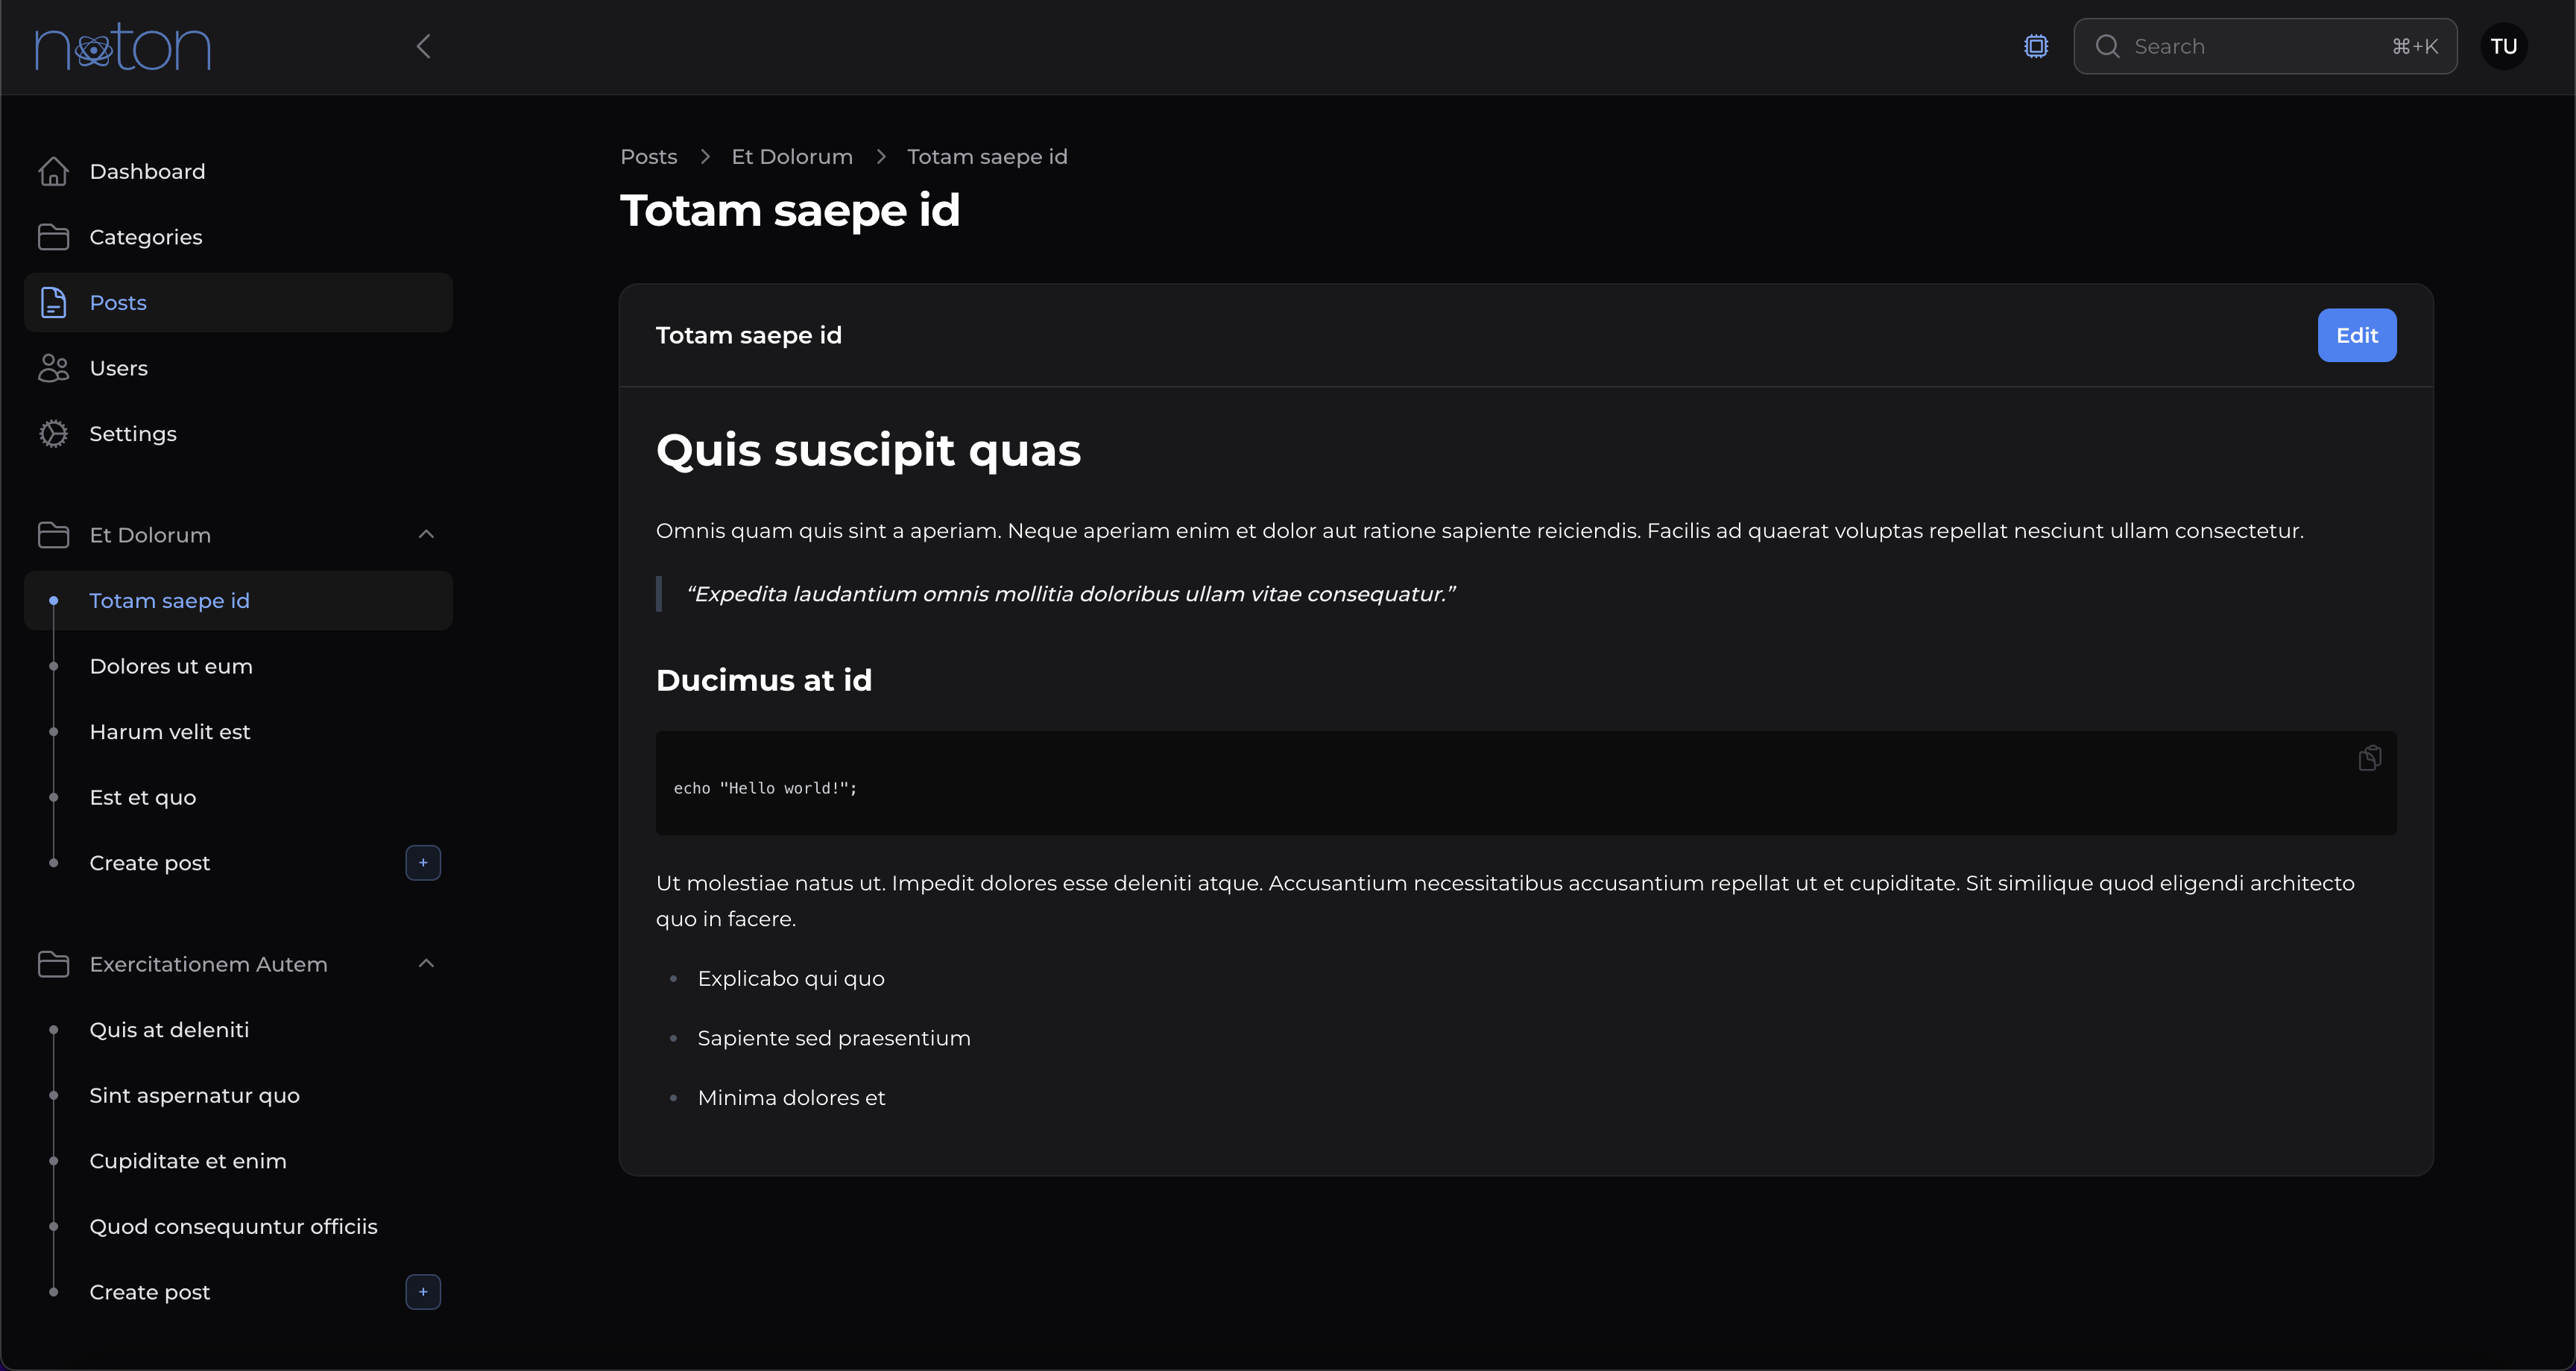 noton
Search ⌘+K
TU
Dashboard
Categories
Posts
Users
Settings
Et Dolorum
Totam saepe id
Dolores ut eum
Harum velit est
Est et quo
Create post +
Exercitationem Autem
Quis at deleniti
Sint aspernatur quo
Cupiditate et enim
Quod consequuntur officiis
Create post +
Posts > Et Dolorum > Totam saepe id
Totam saepe id
Totam saepe id
Edit
Quis suscipit quas
Omnis quam quis sint a aperiam. Neque aperiam enim et dolor aut ratione sapiente reiciendis. Facilis ad quaerat voluptas repellat nesciunt ullam consectetur.
“Expedita laudantium omnis mollitia doloribus ullam vitae consequatur.”
Ducimus at id
echo "Hello world!";
Ut molestiae natus ut. Impedit dolores esse deleniti atque. Accusantium necessitatibus accusantium repellat ut et cupiditate. Sit similique quod eligendi architecto
quo in facere.
• Explicabo qui quo
• Sapiente sed praesentium
• Minima dolores et